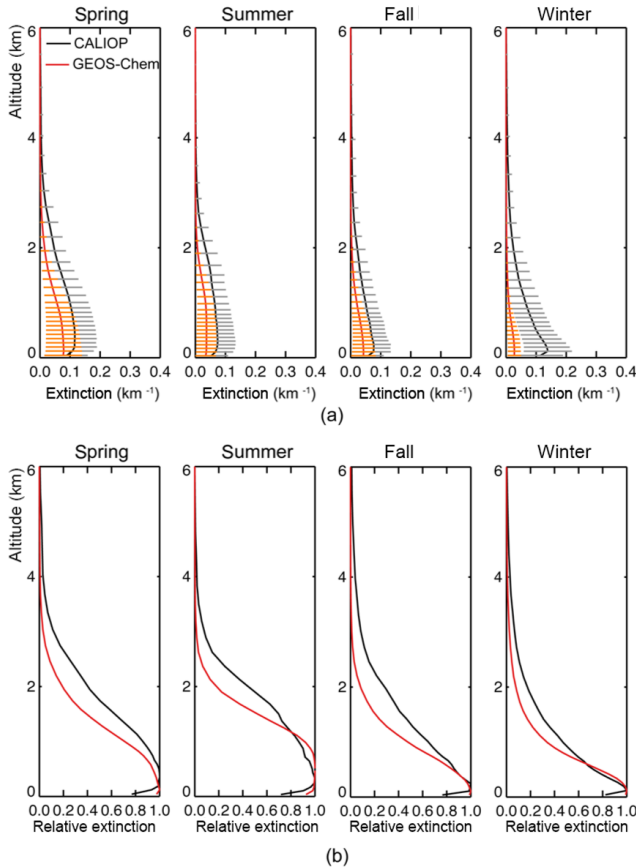 Spring Summer Fall Winter
6 6 6 6
CALIOP
GEOS-Chem
Altitude (km)
4 4 4 4
2 2 2 2
0 0 0 0
0.0 0.1 0.2 0.3 0.4 0.0 0.1 0.2 0.3 0.4 0.0 0.1 0.2 0.3 0.4 0.0 0.1 0.2 0.3 0.4
Extinction (km ⁻¹) Extinction (km ⁻¹) Extinction (km ⁻¹) Extinction (km ⁻¹)
(a)
Spring Summer Fall Winter
6 6 6 6
Altitude (km)
4 4 4 4
2 2 2 2
0 0 0 0
0.0 0.2 0.4 0.6 0.8 1.0 0.0 0.2 0.4 0.6 0.8 1.0 0.0 0.2 0.4 0.6 0.8 1.0 0.0 0.2 0.4 0.6 0.8 1.0
Relative extinction Relative extinction Relative extinction Relative extinction
(b)